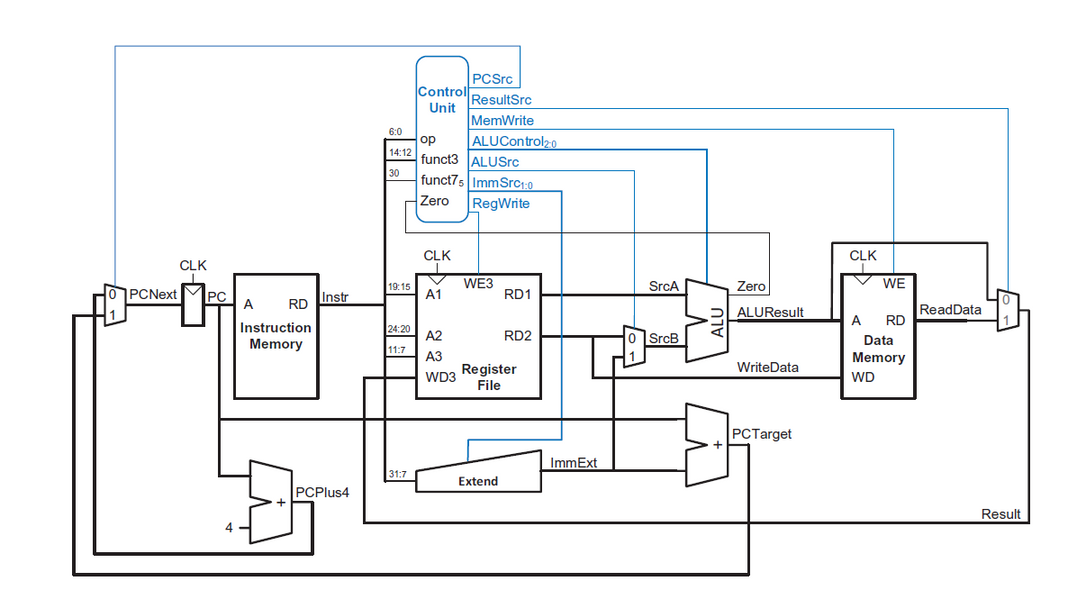 PCSrc
Control
Unit
ResultSrc
MemWrite
6:0
op
ALUControl2:0
14:12
funct3
ALUSrc
30
funct75
ImmSrc1:0
Zero
RegWrite
CLK
CLK
CLK
0
1
PCNext
PC
A
RD
Instr
Instruction
Memory
19:15
A1
WE3
RD1
SrcA
Zero
WE
24:20
A2
RD2
0
1
SrcB
ALU
ALUResult
A
RD
ReadData
0
1
11:7
A3
Data
Memory
WD3
Register
File
WriteData
WD
+
PCTarget
31:7
Extend
ImmExt
PCPlus4
+
4
Result